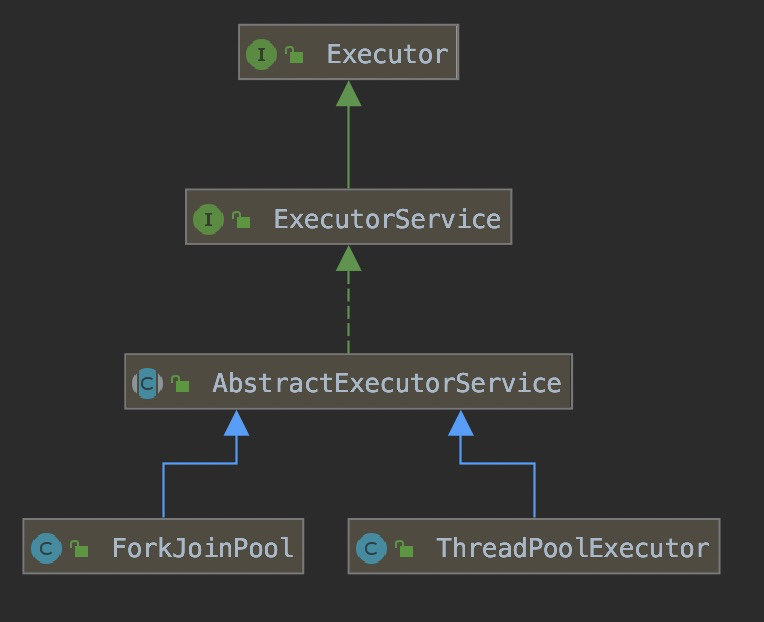 I Executor
I ExecutorService
C AbstractExecutorService
C ForkJoinPool
C ThreadPoolExecutor